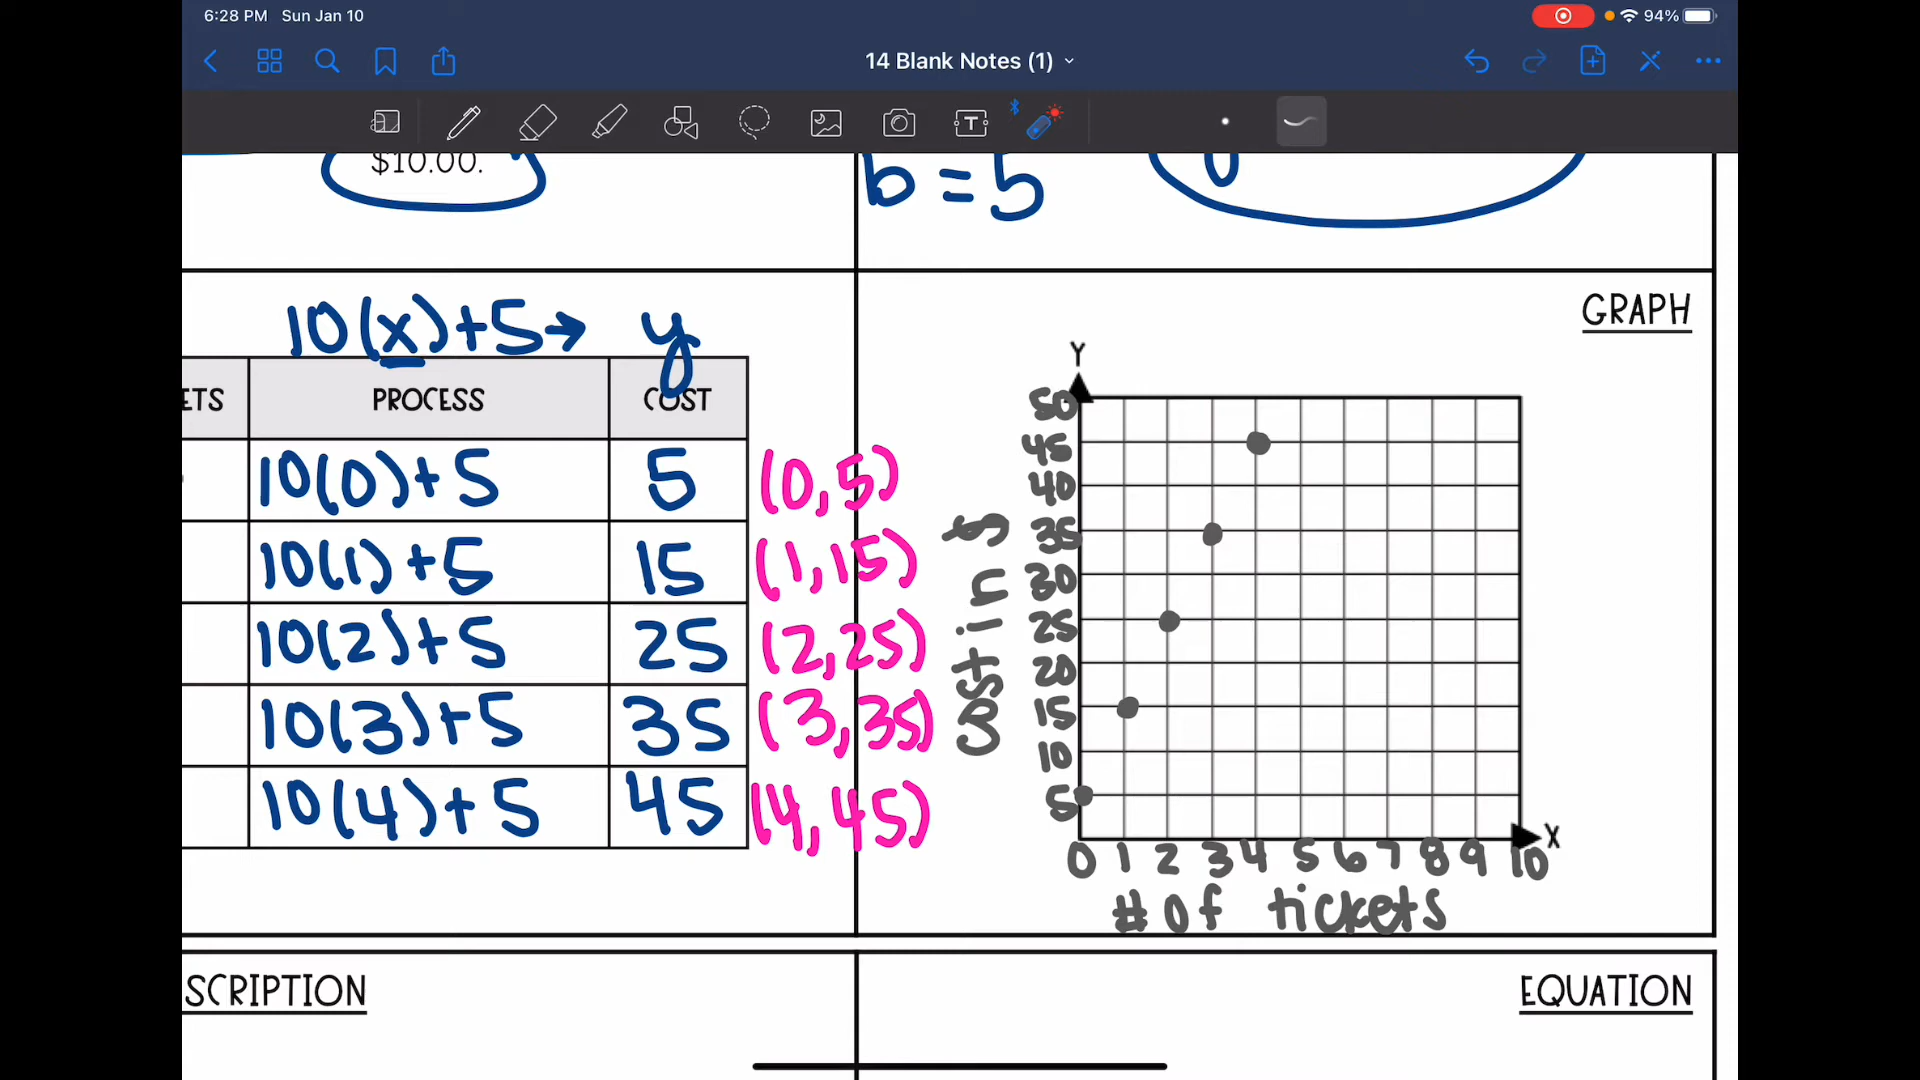 6:28 PM Sun Jan 10
94%
14 Blank Notes (1)
T
$10.00.
b = 5
10(x)+5→ y
ETS PROCESS COST
10(0)+5 5 (0,5)
10(1)+5 15 (1,15)
10(2)+5 25 (2,25)
10(3)+5 35 (3,35)
10(4)+5 45 (4,45)
GRAPH
Y
50
45
40
35
30
25
20
15
10
5
Cost in $
X
0 1 2 3 4 5 6 7 8 9 10
# of tickets
SCRIPTION
EQUATION